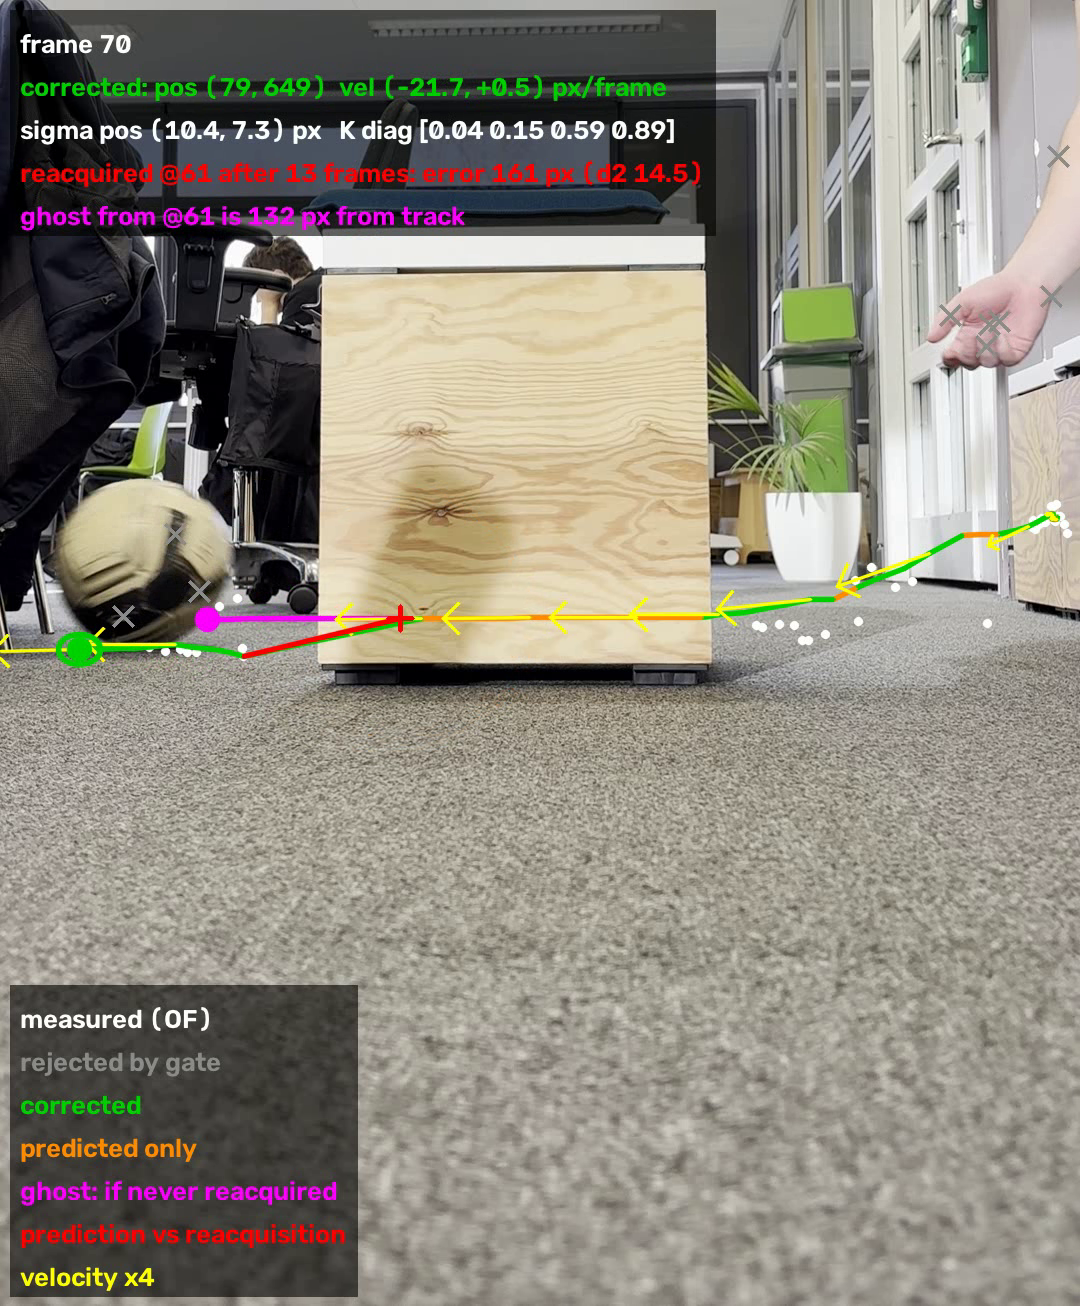 frame 70
corrected: pos (79, 649) vel (-21.7, +0.5) px/frame
sigma pos (10.4, 7.3) px K diag [0.04 0.15 0.59 0.89]
reacquired @61 after 13 frames: error 161 px (d2 14.5)
ghost from @61 is 132 px from track
measured (OF)
rejected by gate
corrected
predicted only
ghost: if never reacquired
prediction vs reacquisition
velocity x4